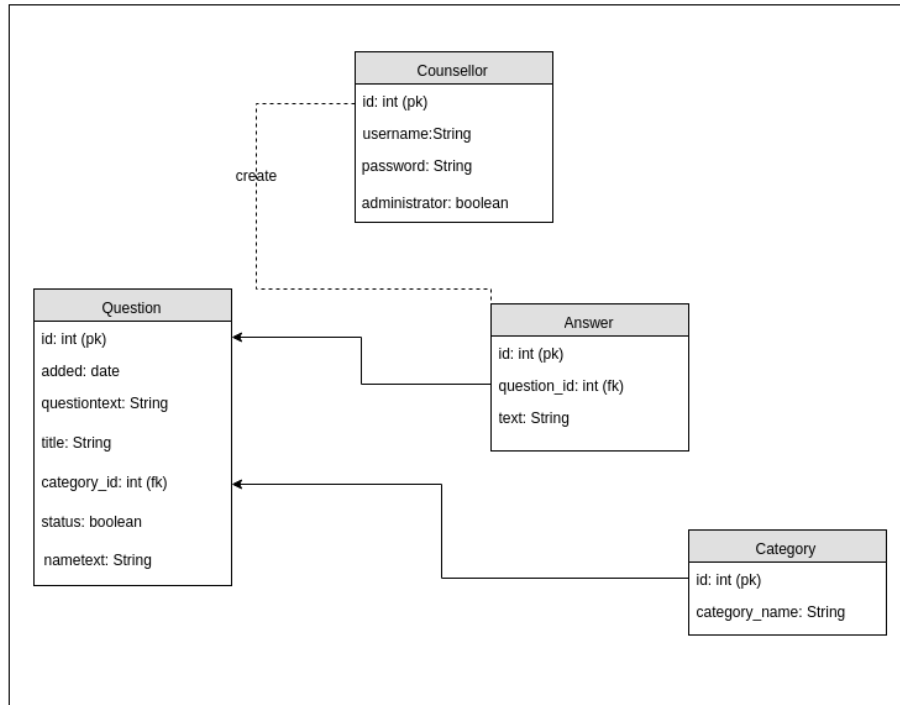 Counsellor
id: int (pk)
username:String
password: String
administrator: boolean
create
Question
id: int (pk)
added: date
questiontext: String
title: String
category_id: int (fk)
status: boolean
nametext: String
Answer
id: int (pk)
question_id: int (fk)
text: String
Category
id: int (pk)
category_name: String